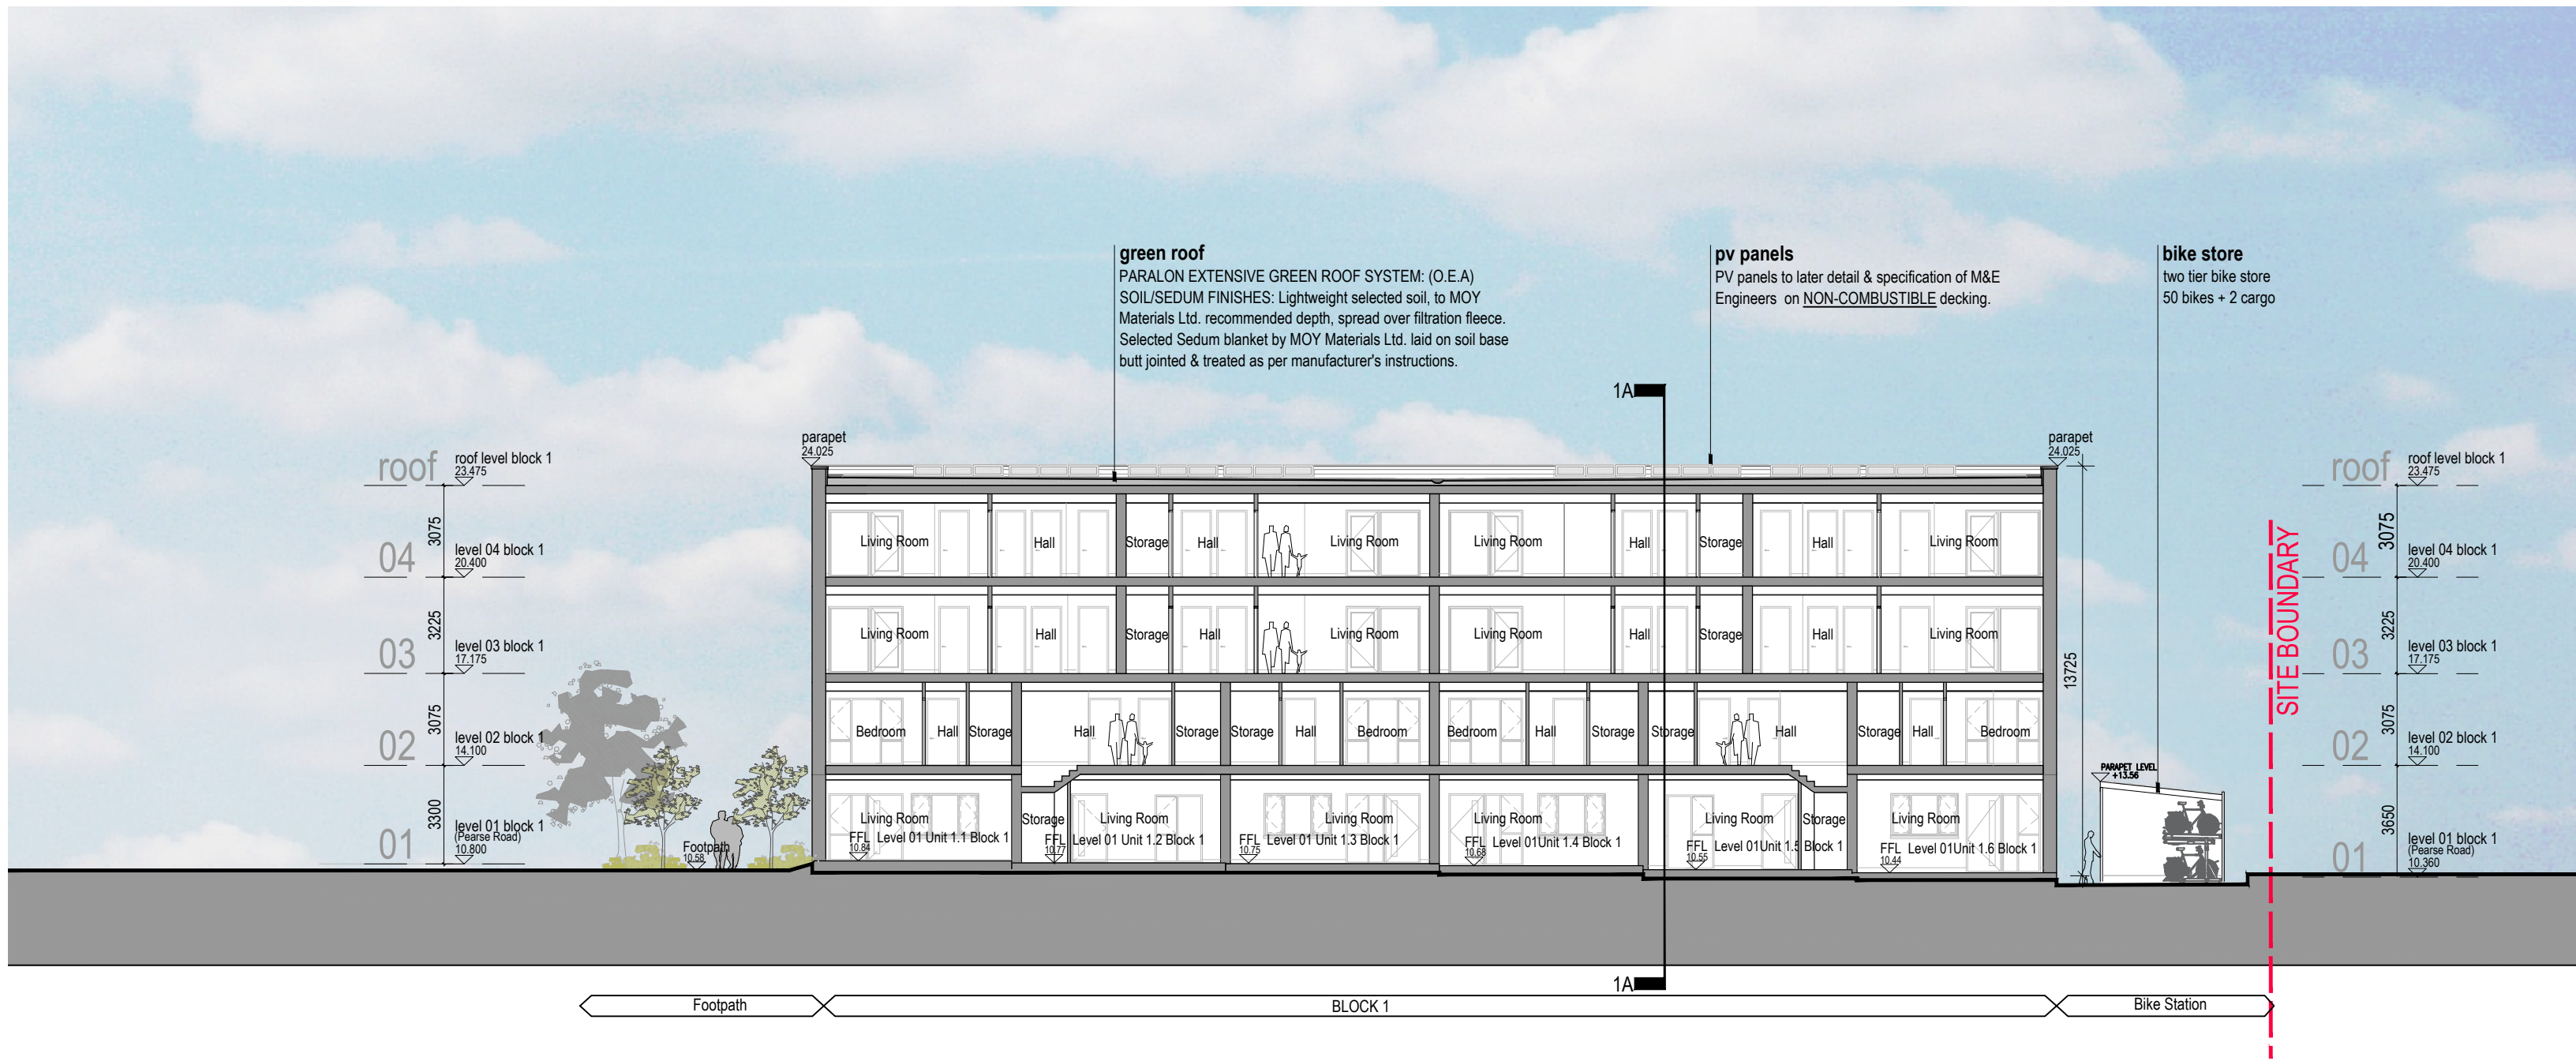 green roof
PARALON EXTENSIVE GREEN ROOF SYSTEM: (O.E.A)
SOIL/SEDUM FINISHES: Lightweight selected soil, to MOY
Materials Ltd. recommended depth, spread over filtration fleece.
Selected Sedum blanket by MOY Materials Ltd. laid on soil base
butt jointed & treated as per manufacturer's instructions.
pv panels
PV panels to later detail & specification of M&E
Engineers on NON-COMBUSTIBLE decking.
bike store
two tier bike store
50 bikes + 2 cargo
1A
parapet
24.025
parapet
24.025
roof
roof level block 1
23.475
3075
04
level 04 block 1
20.400
3225
03
level 03 block 1
17.175
3075
02
level 02 block 1
14.100
3300
01
level 01 block 1
(Pearse Road)
10.800
Footpath
10.58
Living Room Hall Storage Hall Living Room Living Room Hall Storage Hall Living Room
Living Room Hall Storage Hall Living Room Living Room Hall Storage Hall Living Room
Bedroom Hall Storage Hall Storage Storage Hall Bedroom Bedroom Hall Storage Storage Hall Storage Hall Bedroom
Living Room Storage Living Room Living Room Living Room Living Room Storage Living Room
FFL Level 01 Unit 1.1 Block 1
10.84
FFL Level 01 Unit 1.2 Block 1
10.77
FFL Level 01 Unit 1.3 Block 1
10.75
FFL Level 01Unit 1.4 Block 1
10.68
FFL Level 01Unit 1.5 Block 1
10.55
FFL Level 01Unit 1.6 Block 1
10.44
13725
PARAPET LEVEL
+13.56
SITE BOUNDARY
roof
roof level block 1
23.475
3075
04
level 04 block 1
20.400
3225
03
level 03 block 1
17.175
3075
02
level 02 block 1
14.100
3650
01
level 01 block 1
(Pearse Road)
10.360
1A
Footpath
BLOCK 1
Bike Station